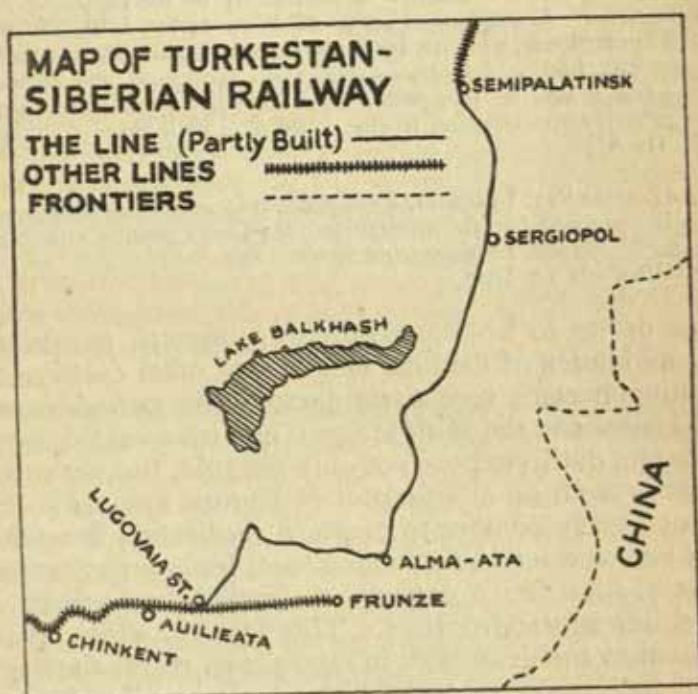 MAP OF TURKESTAN-
SIBERIAN RAILWAY
THE LINE (Partly Built)
OTHER LINES
FRONTIERS
SEMIPALATINSK
SERGIOPOL
LAKE BALKHASH
CHINA
LUGOVAIA ST.
ALMA-ATA
FRUNZE
AUILIEATA
CHINKENT